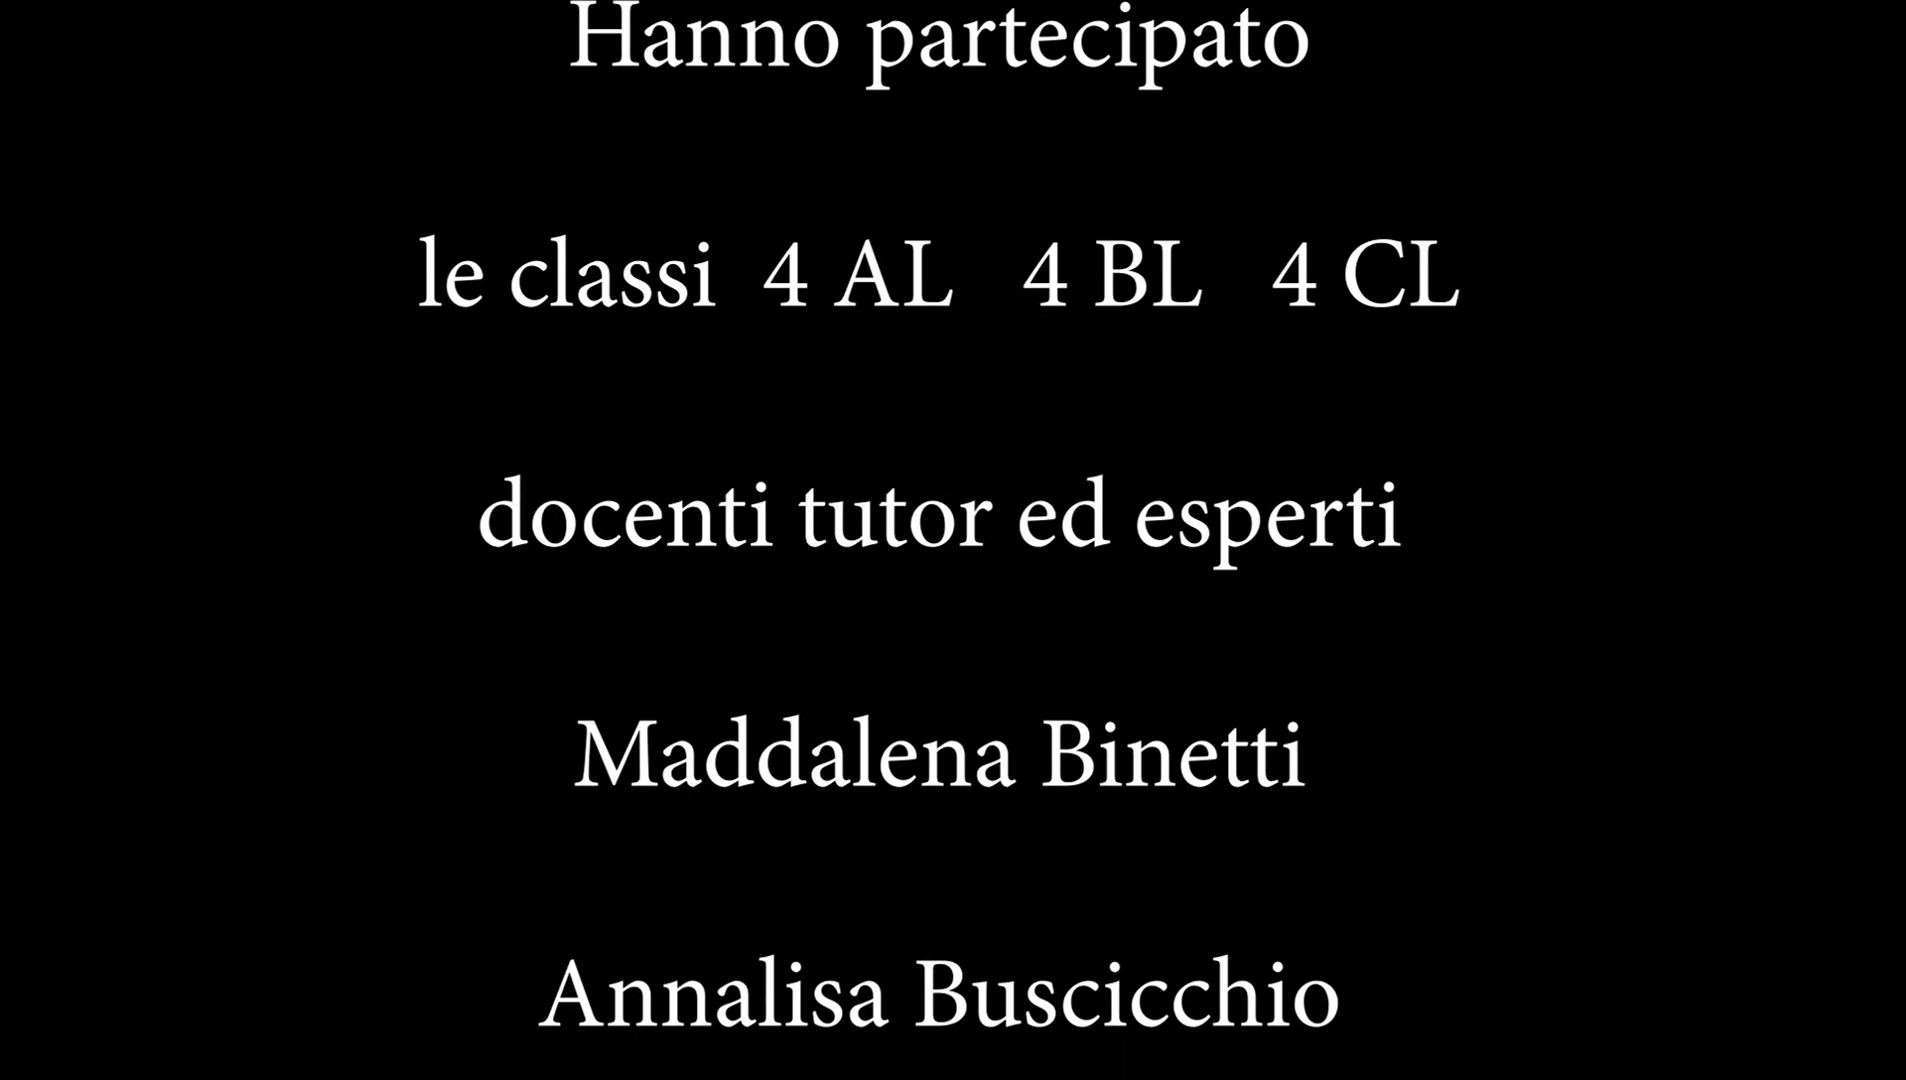 Hanno partecipato
le classi 4 AL 4 BL 4 CL
docenti tutor ed esperti
Maddalena Binetti
Annalisa Buscicchio